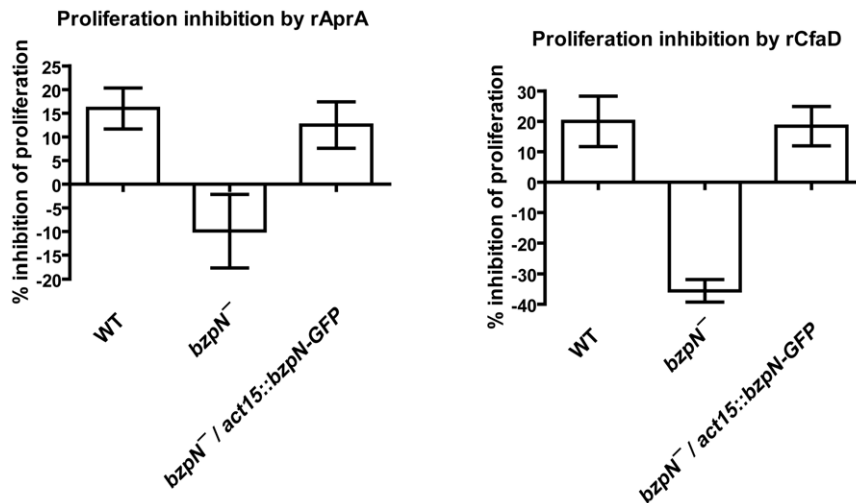 Proliferation inhibition by rAprA
% inhibition of proliferation
25
20
15
10
5
0
-5
-10
-15
-20
WT
bzpN⁻
bzpN⁻ / act15::bzpN-GFP
Proliferation inhibition by rCfaD
% inhibition of proliferation
30
20
10
0
-10
-20
-30
-40
WT
bzpN⁻
bzpN⁻ / act15::bzpN-GFP